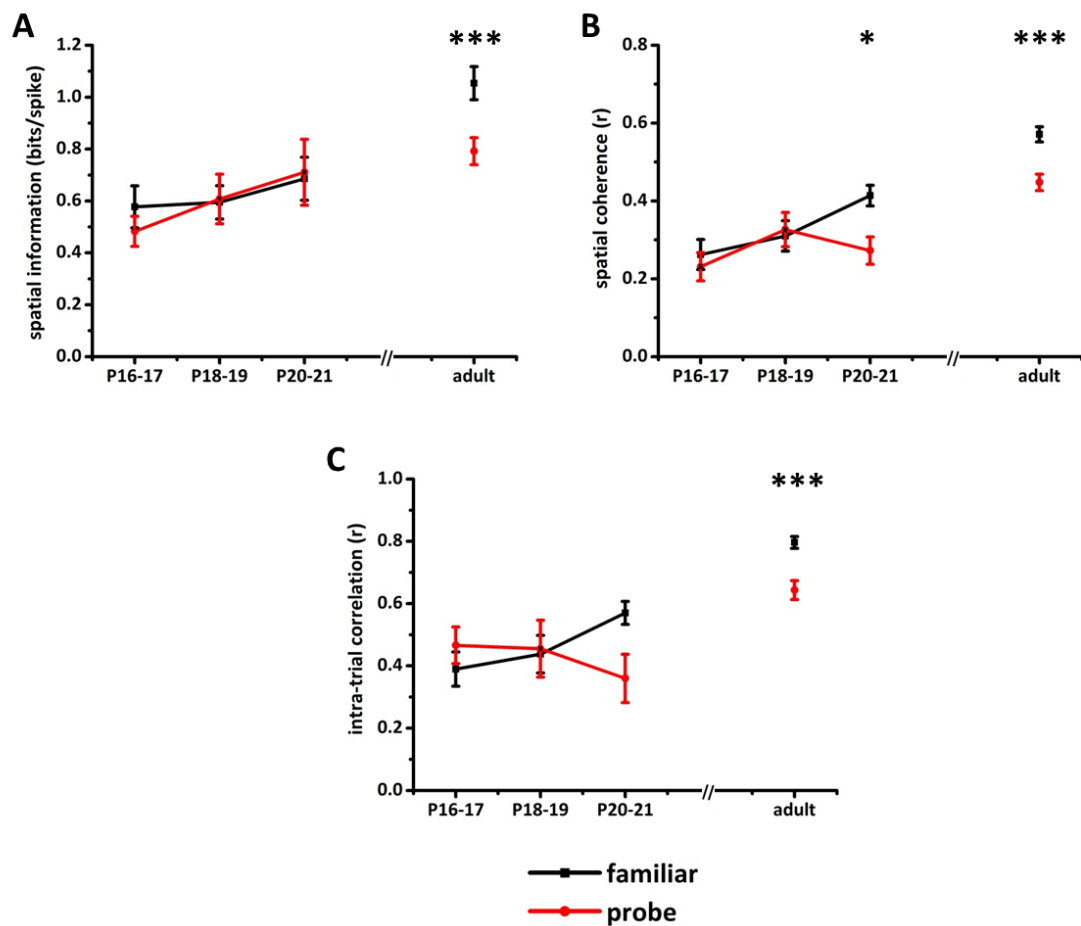 A
spatial information (bits/spike)
1.2
1.0
0.8
0.6
0.4
0.2
0.0
***
P16-17 P18-19 P20-21 // adult
B
spatial coherence (r)
0.8
0.6
0.4
0.2
0.0
* ***
P16-17 P18-19 P20-21 // adult
C
intra-trial correlation (r)
1.0
0.8
0.6
0.4
0.2
0.0
***
P16-17 P18-19 P20-21 // adult
familiar
probe